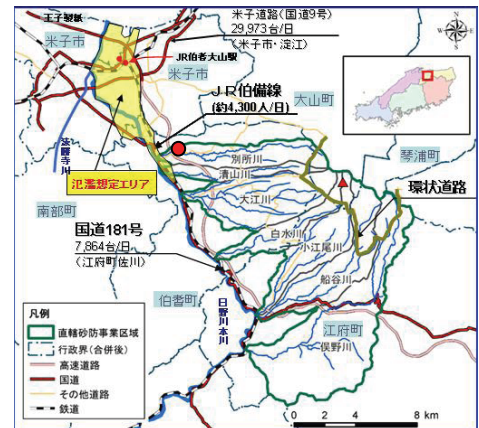 王子製紙
米子市
米子道路(国道9号)
29,973台/日
(米子市・淀江)
JR伯耆大山駅
米子市
JR伯備線
(約4,300人/日)
大山町
琴浦町
法勝寺川
別所川
清山川
氾濫想定エリア
大江川
環状道路
南部町
白水川
国道181号
7,864台/日
(江府町佐川)
小江尾川
船谷川
伯耆町
日野川本川
江府町
俣野川
凡例
直轄砂防事業区域
行政界(合併後)
高速道路
国道
その他道路
鉄道
0 2 4 8 km